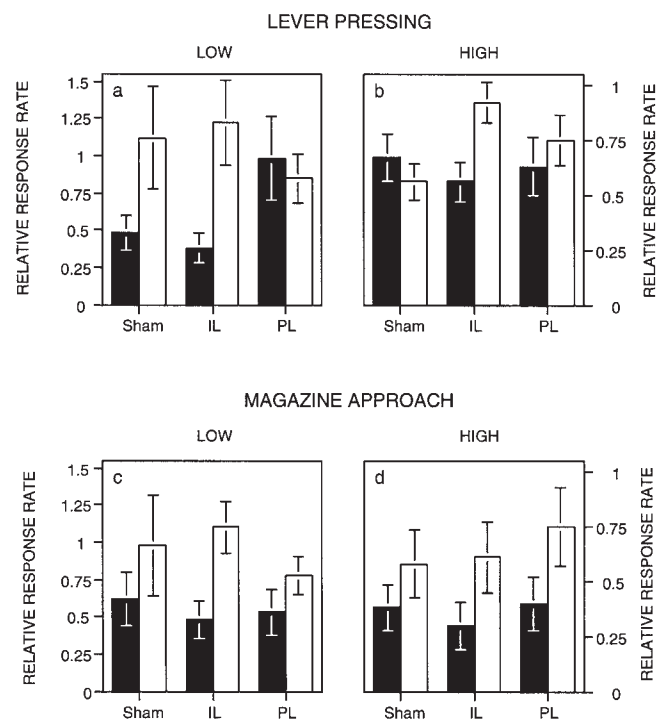 LEVER PRESSING
LOW
HIGH
RELATIVE RESPONSE RATE
1.5
1.25
1
0.75
0.5
0.25
0
a
Sham
IL
PL
b
Sham
IL
PL
1
0.75
0.5
0.25
0
RELATIVE RESPONSE RATE
MAGAZINE APPROACH
LOW
HIGH
RELATIVE RESPONSE RATE
1.5
1.25
1
0.75
0.5
0.25
0
c
Sham
IL
PL
d
Sham
IL
PL
1
0.75
0.5
0.25
0
RELATIVE RESPONSE RATE